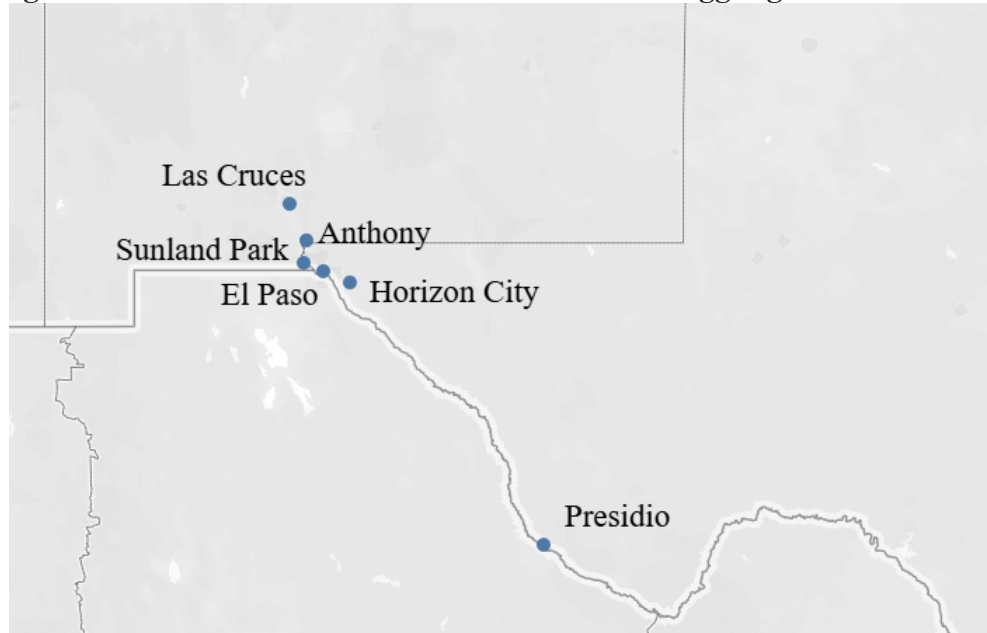 Las Cruces
Anthony
Sunland Park
El Paso
Horizon City
Presidio